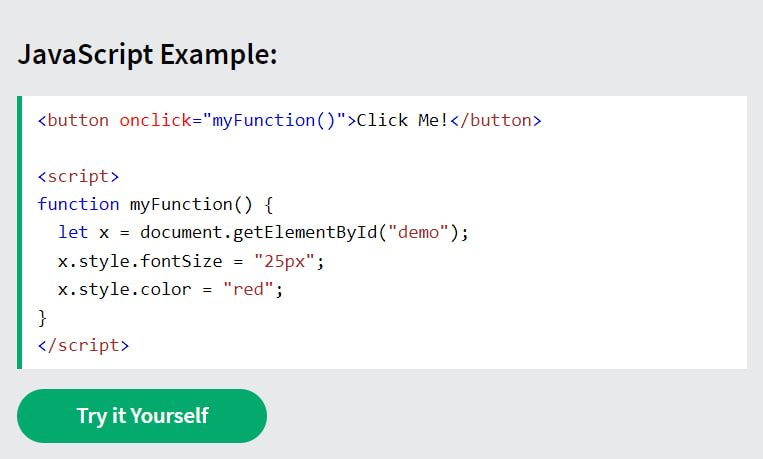 JavaScript Example:
<button onclick="myFunction()">Click Me!</button>
<script>
function myFunction() {
  let x = document.getElementById("demo");
  x.style.fontSize = "25px";
  x.style.color = "red";
}
</script>
Try it Yourself